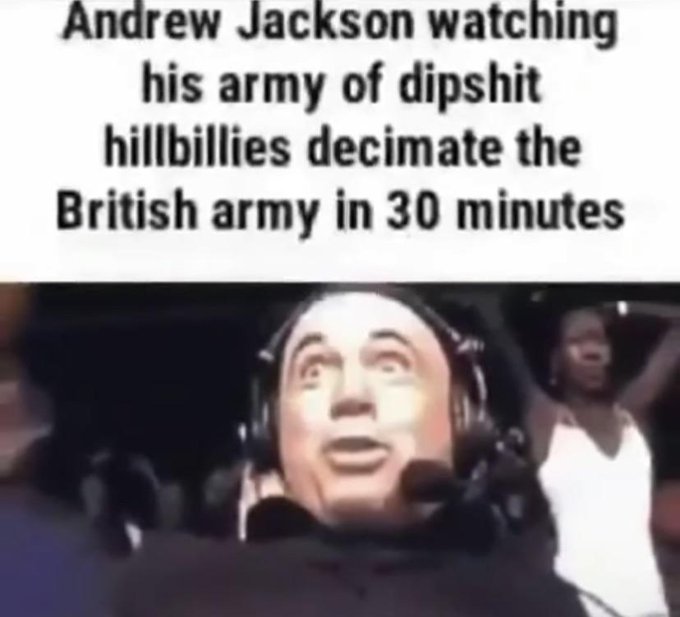 Andrew Jackson watching
his army of dipshit
hillbillies decimate the
British army in 30 minutes